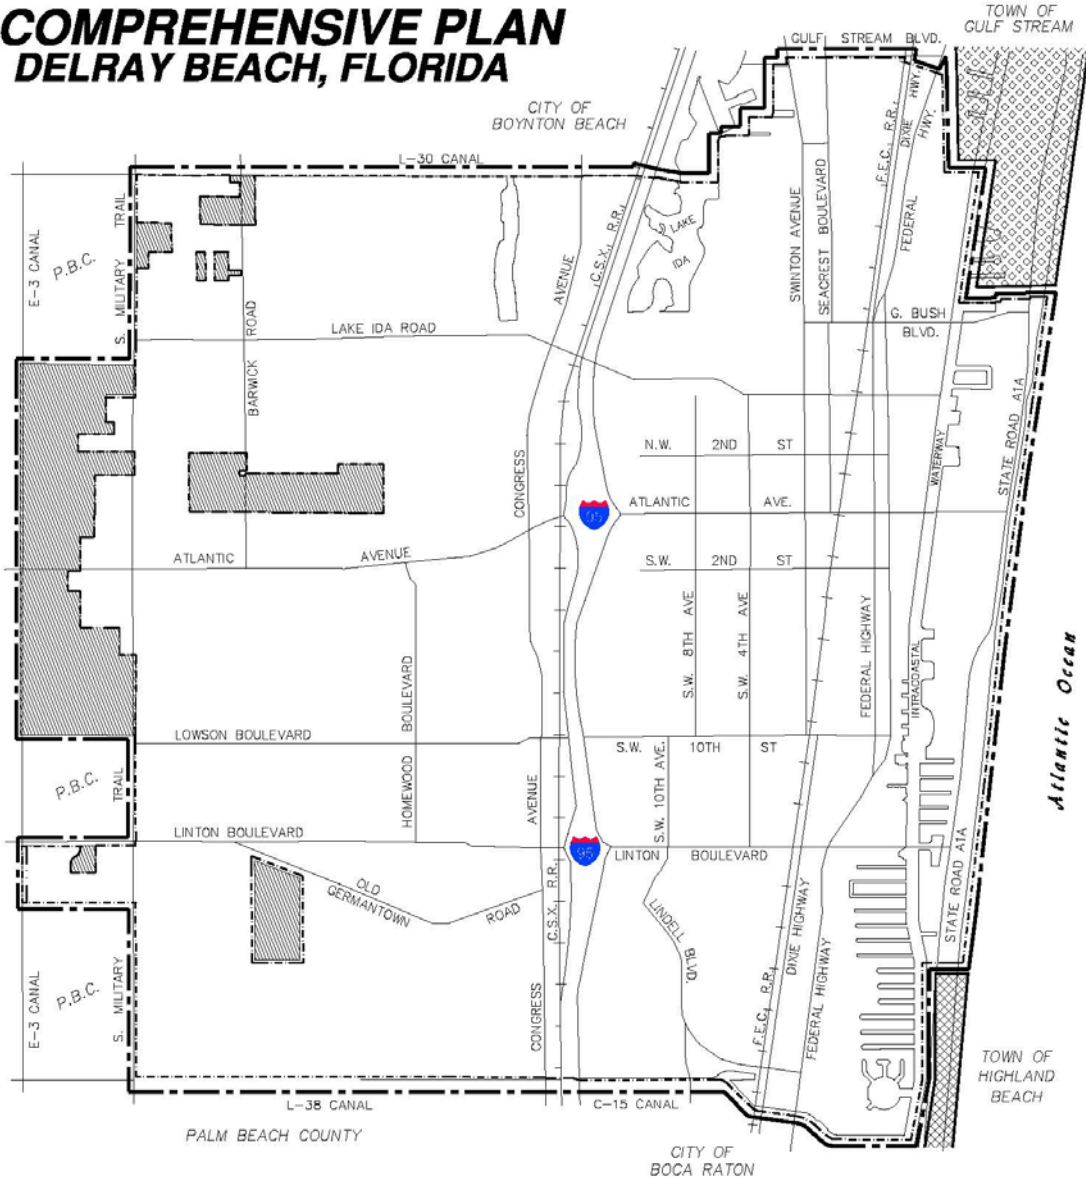 COMPREHENSIVE PLAN
DELRAY BEACH, FLORIDA
TOWN OF
GULF STREAM
GULF STREAM BLVD.
CITY OF
BOYNTON BEACH
L-30 CANAL
E-3 CANAL
P.B.C.
S. MILITARY TRAIL
BARWICK ROAD
LAKE IDA ROAD
CONGRESS AVENUE
C.S.X. R.R.
LAKE
IDA
SWINTON AVENUE
SEACREST BOULEVARD
F.E.C. R.R.
DIXIE HWY.
FEDERAL HWY.
G. BUSH
BLVD.
STATE ROAD A1A
WATERWAY
N.W. 2ND ST
ATLANTIC AVE.
95
ATLANTIC AVENUE
S.W. 2ND ST
S.W. 8TH AVE
S.W. 4TH AVE
FEDERAL HIGHWAY
INTRACOASTAL
Atlantic Ocean
HOMEWOOD BOULEVARD
LOWSON BOULEVARD
S.W. 10TH ST
S.W. 10TH AVE.
P.B.C.
TRAIL
LINTON BOULEVARD
AVENUE
95
LINTON BOULEVARD
OLD
GERMANTOWN
ROAD
C.S.X. R.R.
LINDELL BLVD.
DIXIE HIGHWAY
F.E.C. R.R.
FEDERAL HIGHWAY
STATE ROAD A1A
E-3 CANAL
P.B.C.
S. MILITARY
CONGRESS
TOWN OF
HIGHLAND
BEACH
L-38 CANAL
C-15 CANAL
PALM BEACH COUNTY
CITY OF
BOCA RATON